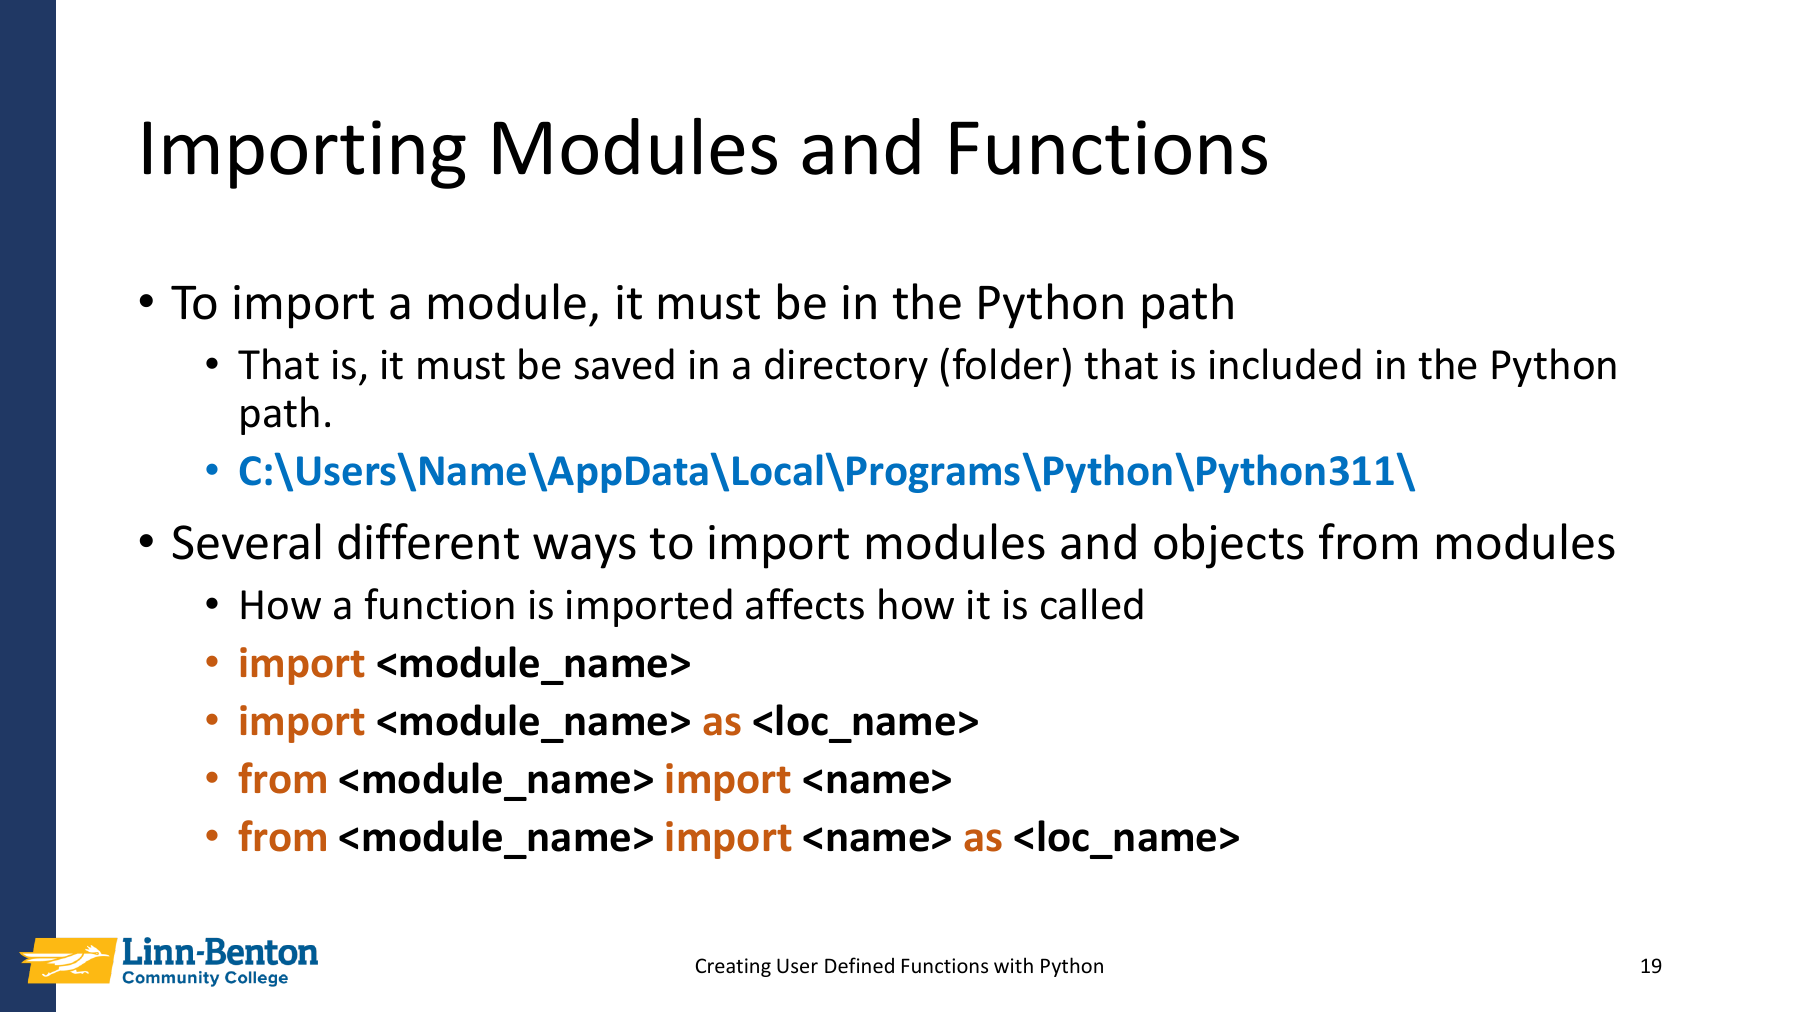 Importing Modules and Functions
• To import a module, it must be in the Python path
• That is, it must be saved in a directory (folder) that is included in the Python
path.
• C:\Users\Name\AppData\Local\Programs\Python\Python311\
• Several different ways to import modules and objects from modules
• How a function is imported affects how it is called
• import <module_name>
• import <module_name> as <loc_name>
• from <module_name> import <name>
• from <module_name> import <name> as <loc_name>
Linn-Benton
Community College
Creating User Defined Functions with Python
19